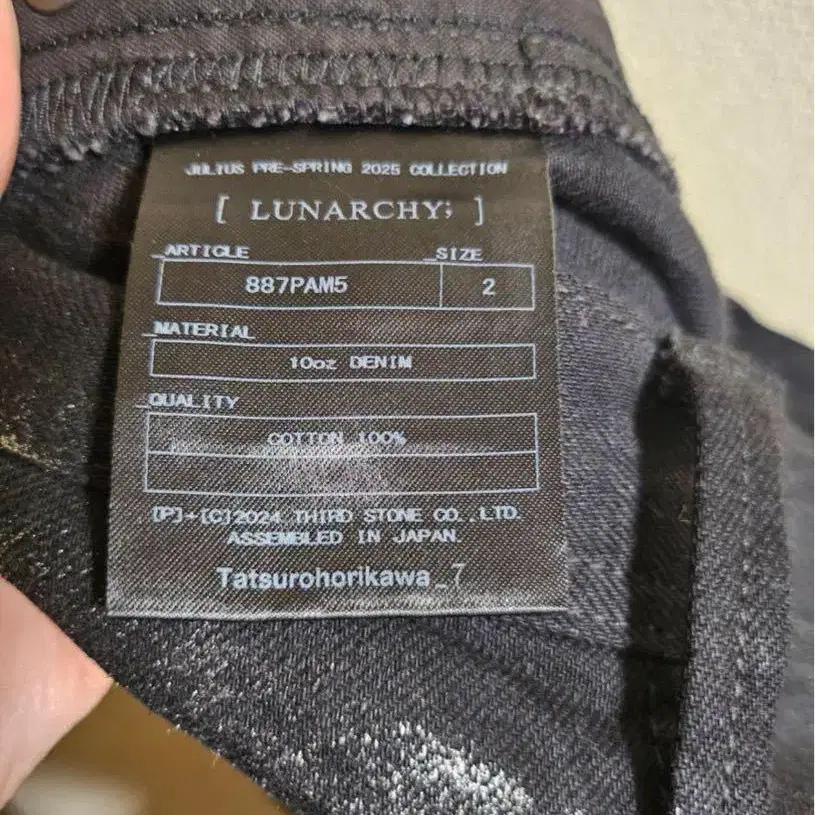 JULIUS PRE-SPRING 2025 COLLECTION
[ LUNARCHY; ]
_ARTICLE _SIZE
887PAM5 2
_MATERIAL
10oz DENIM
_QUALITY
COTTON 100%
[P]+[C]2024 THIRD STONE CO.,LTD.
ASSEMBLED IN JAPAN
Tatsurohorikawa_7